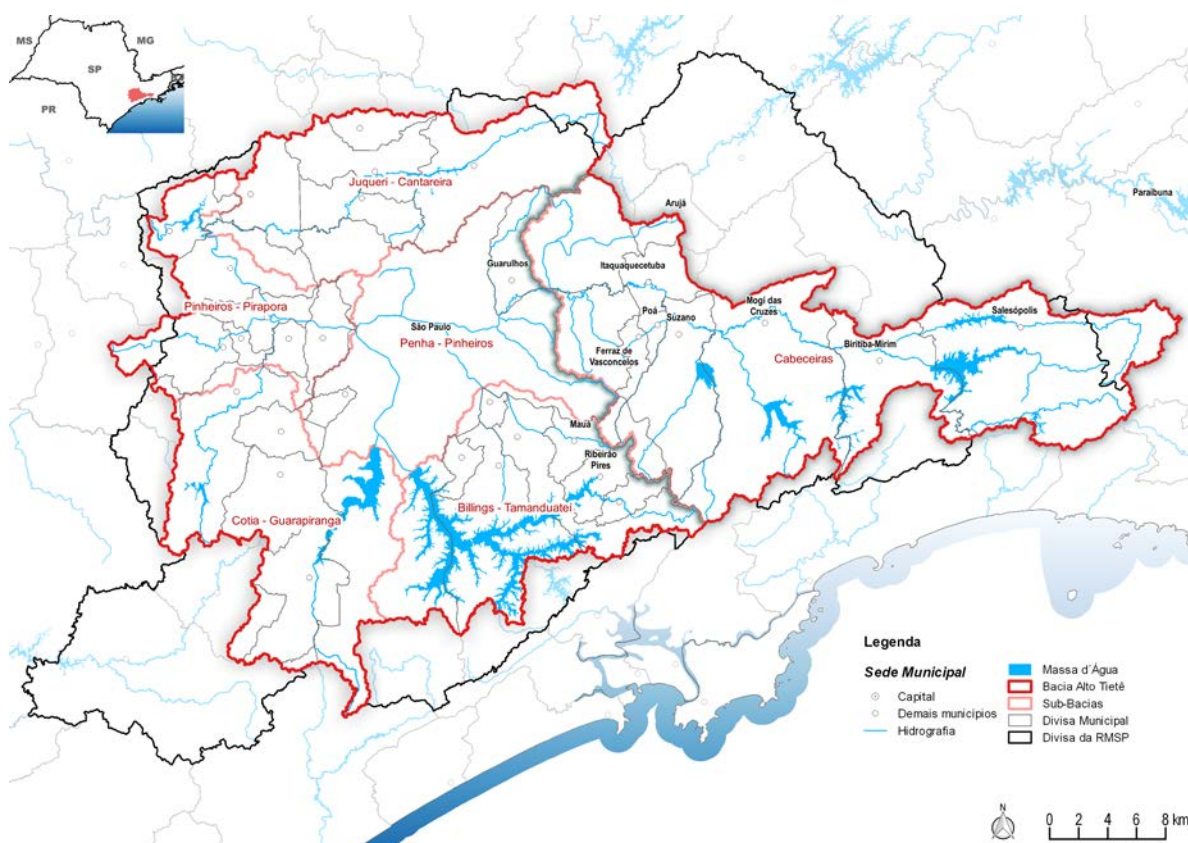 MS
MG
SP
RJ
PR
Juqueri - Cantareira
Paraibuna
Arujá
Guarulhos
Itaquaquecetuba
Pinheiros - Pirapora
Poá
Suzano
Mogi das
Cruzes
Salesópolis
São Paulo
Penha - Pinheiros
Biritiba-Mirim
Ferraz de
Vasconcelos
Cabeceiras
Mauá
Ribeirão
Pires
Cotia - Guarapiranga
Billings - Tamanduateí
Legenda
Sede Municipal
Capital
Demais municípios
Hidrografia
Massa d´Água
Bacia Alto Tietê
Sub-Bacias
Divisa Municipal
Divisa da RMSP
N
0 2 4 6 8 km